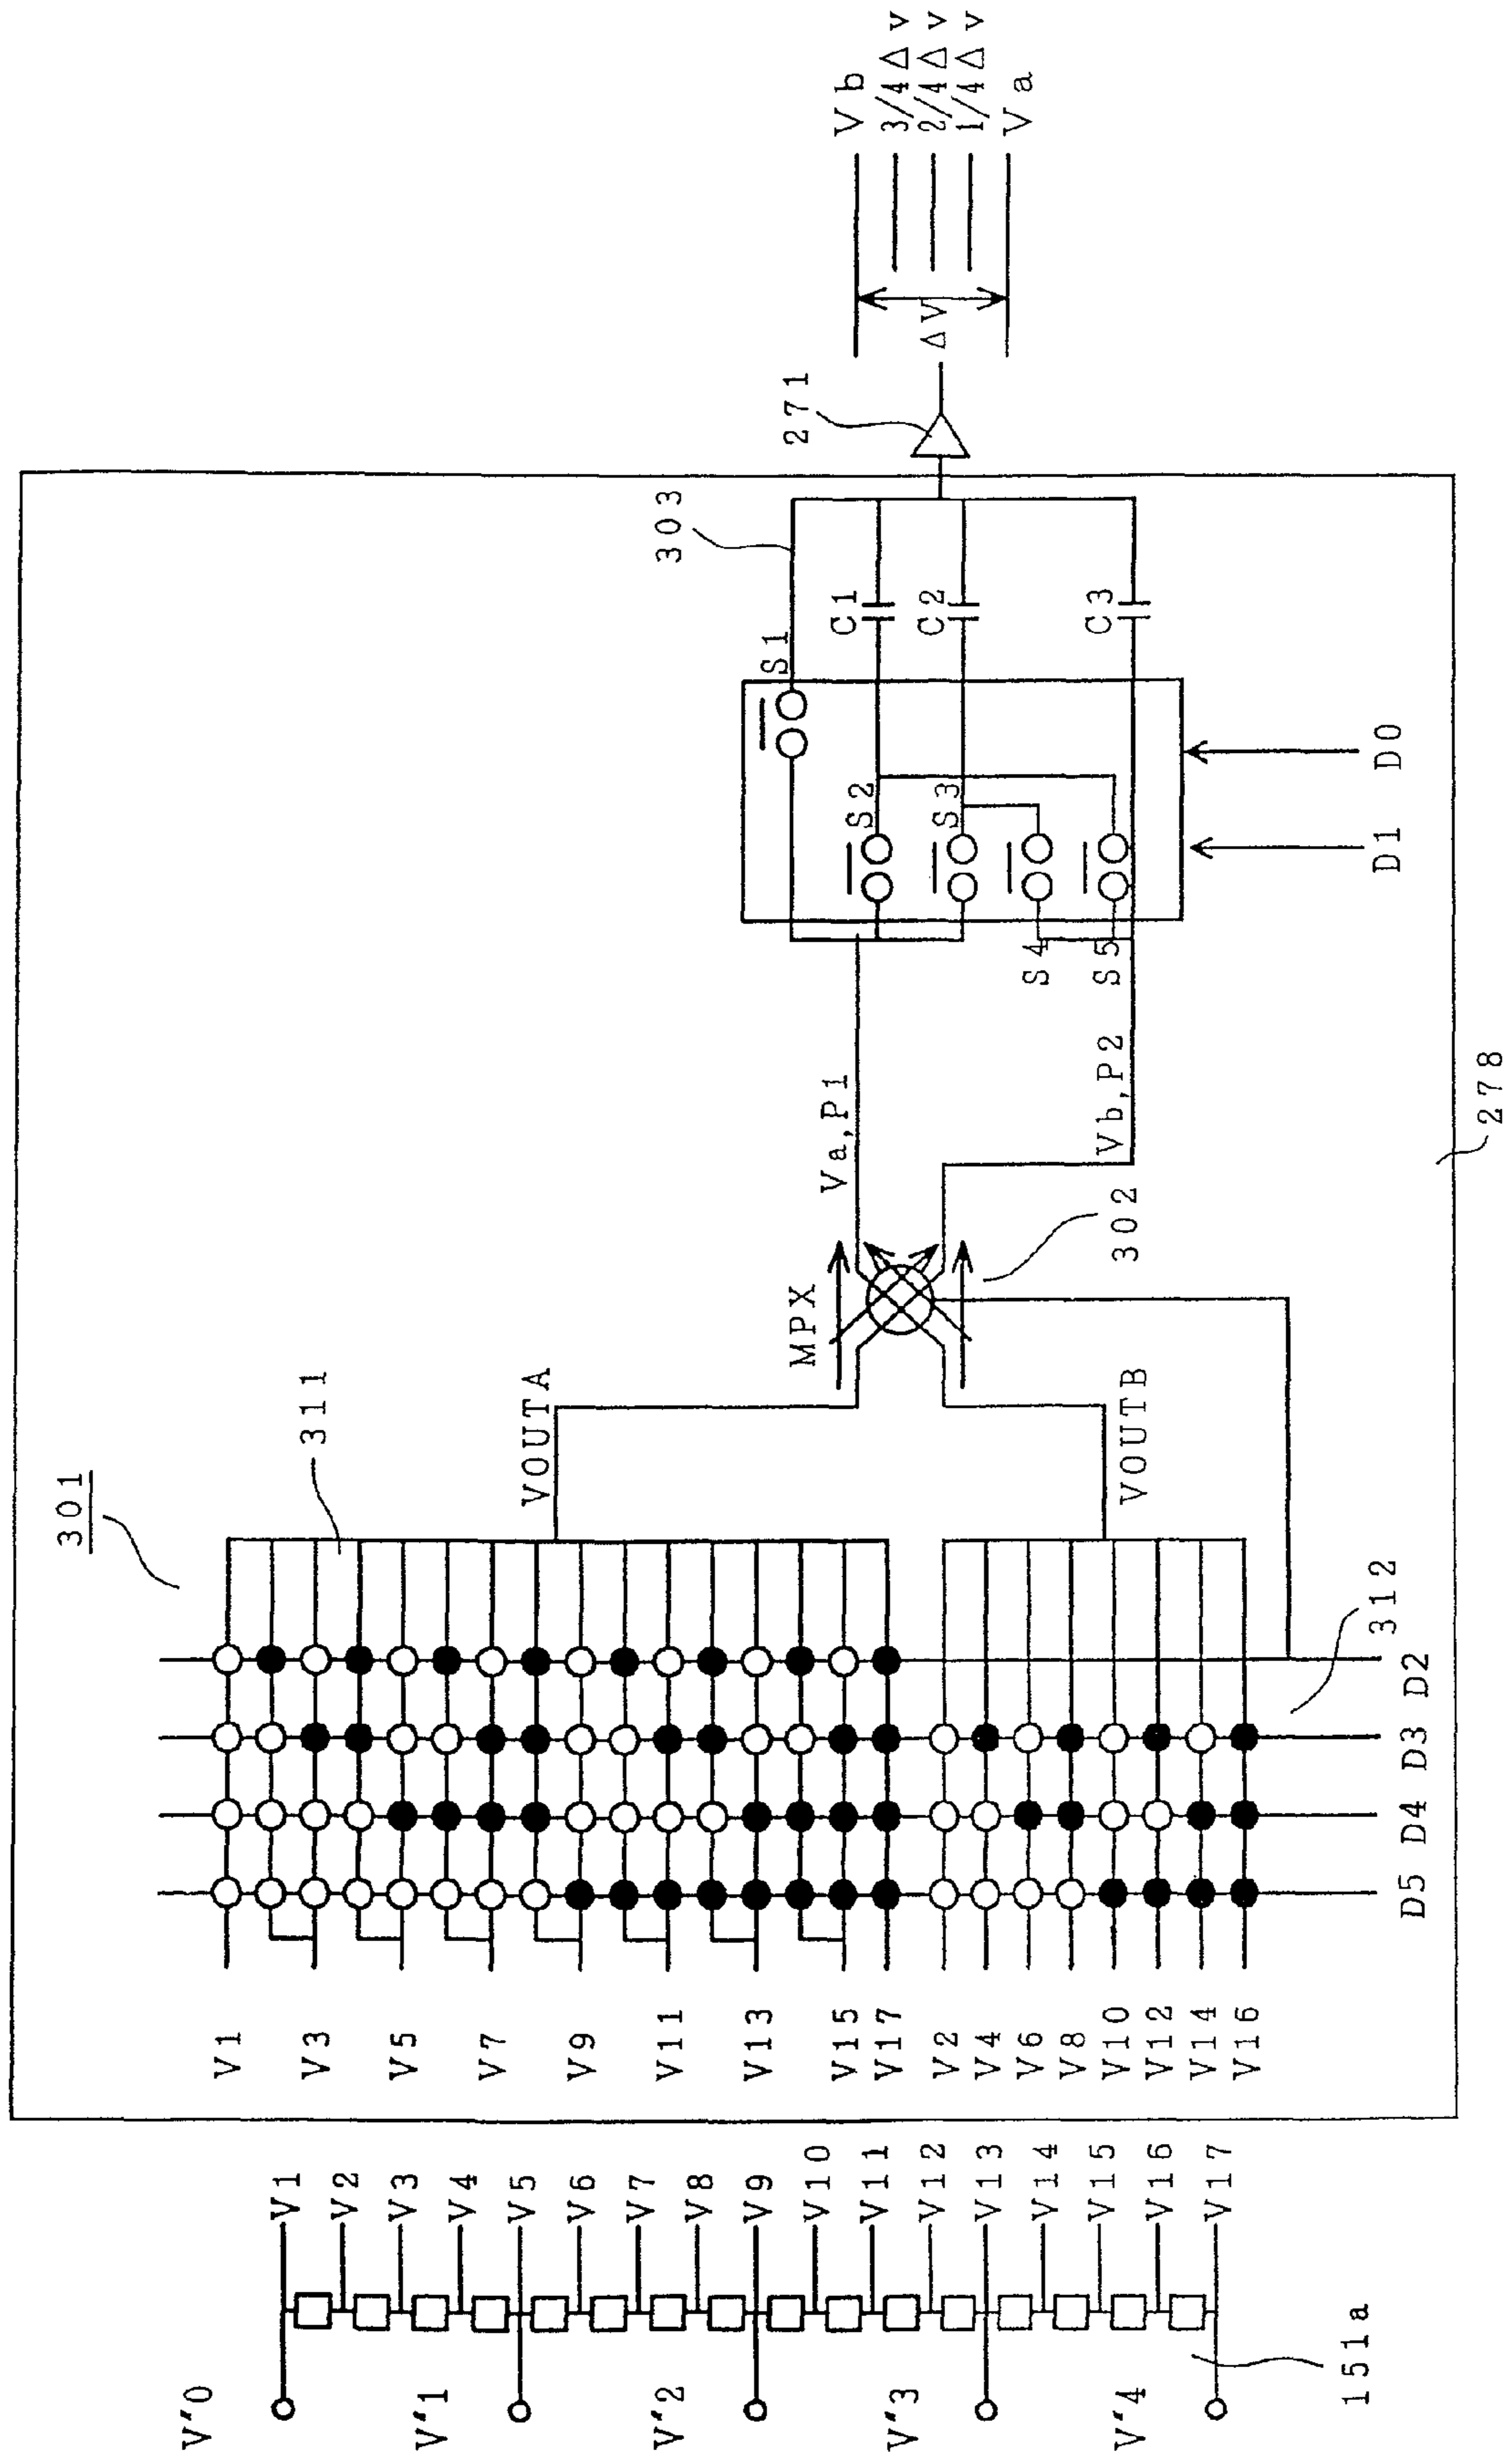 V'0
V'1
V'2
V'3
V'4
151a
V1
V2
V3
V4
V5
V6
V7
V8
V9
V10
V11
V12
V13
V14
V15
V16
V17
V1
V3
V5
V7
V9
V11
V13
V15
V17
V2
V4
V6
V8
V10
V12
V14
V16
D5
D4
D3
D2
301
311
312
VOUTA
VOUTB
MPX
302
Va,P1
Vb,P2
278
S1
S2
S3
S4
S5
D1
D0
C1
C2
C3
303
271
ΔV
Vb
3/4Δv
2/4Δv
1/4Δv
Va